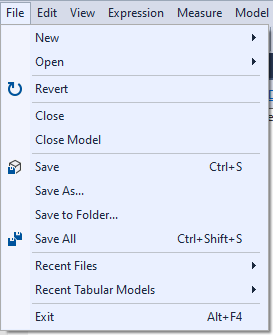 File Edit View Expression Measure Model
New
Open
Revert
Close
Close Model
Save Ctrl+S
Save As...
Save to Folder...
Save All Ctrl+Shift+S
Recent Files
Recent Tabular Models
Exit Alt+F4